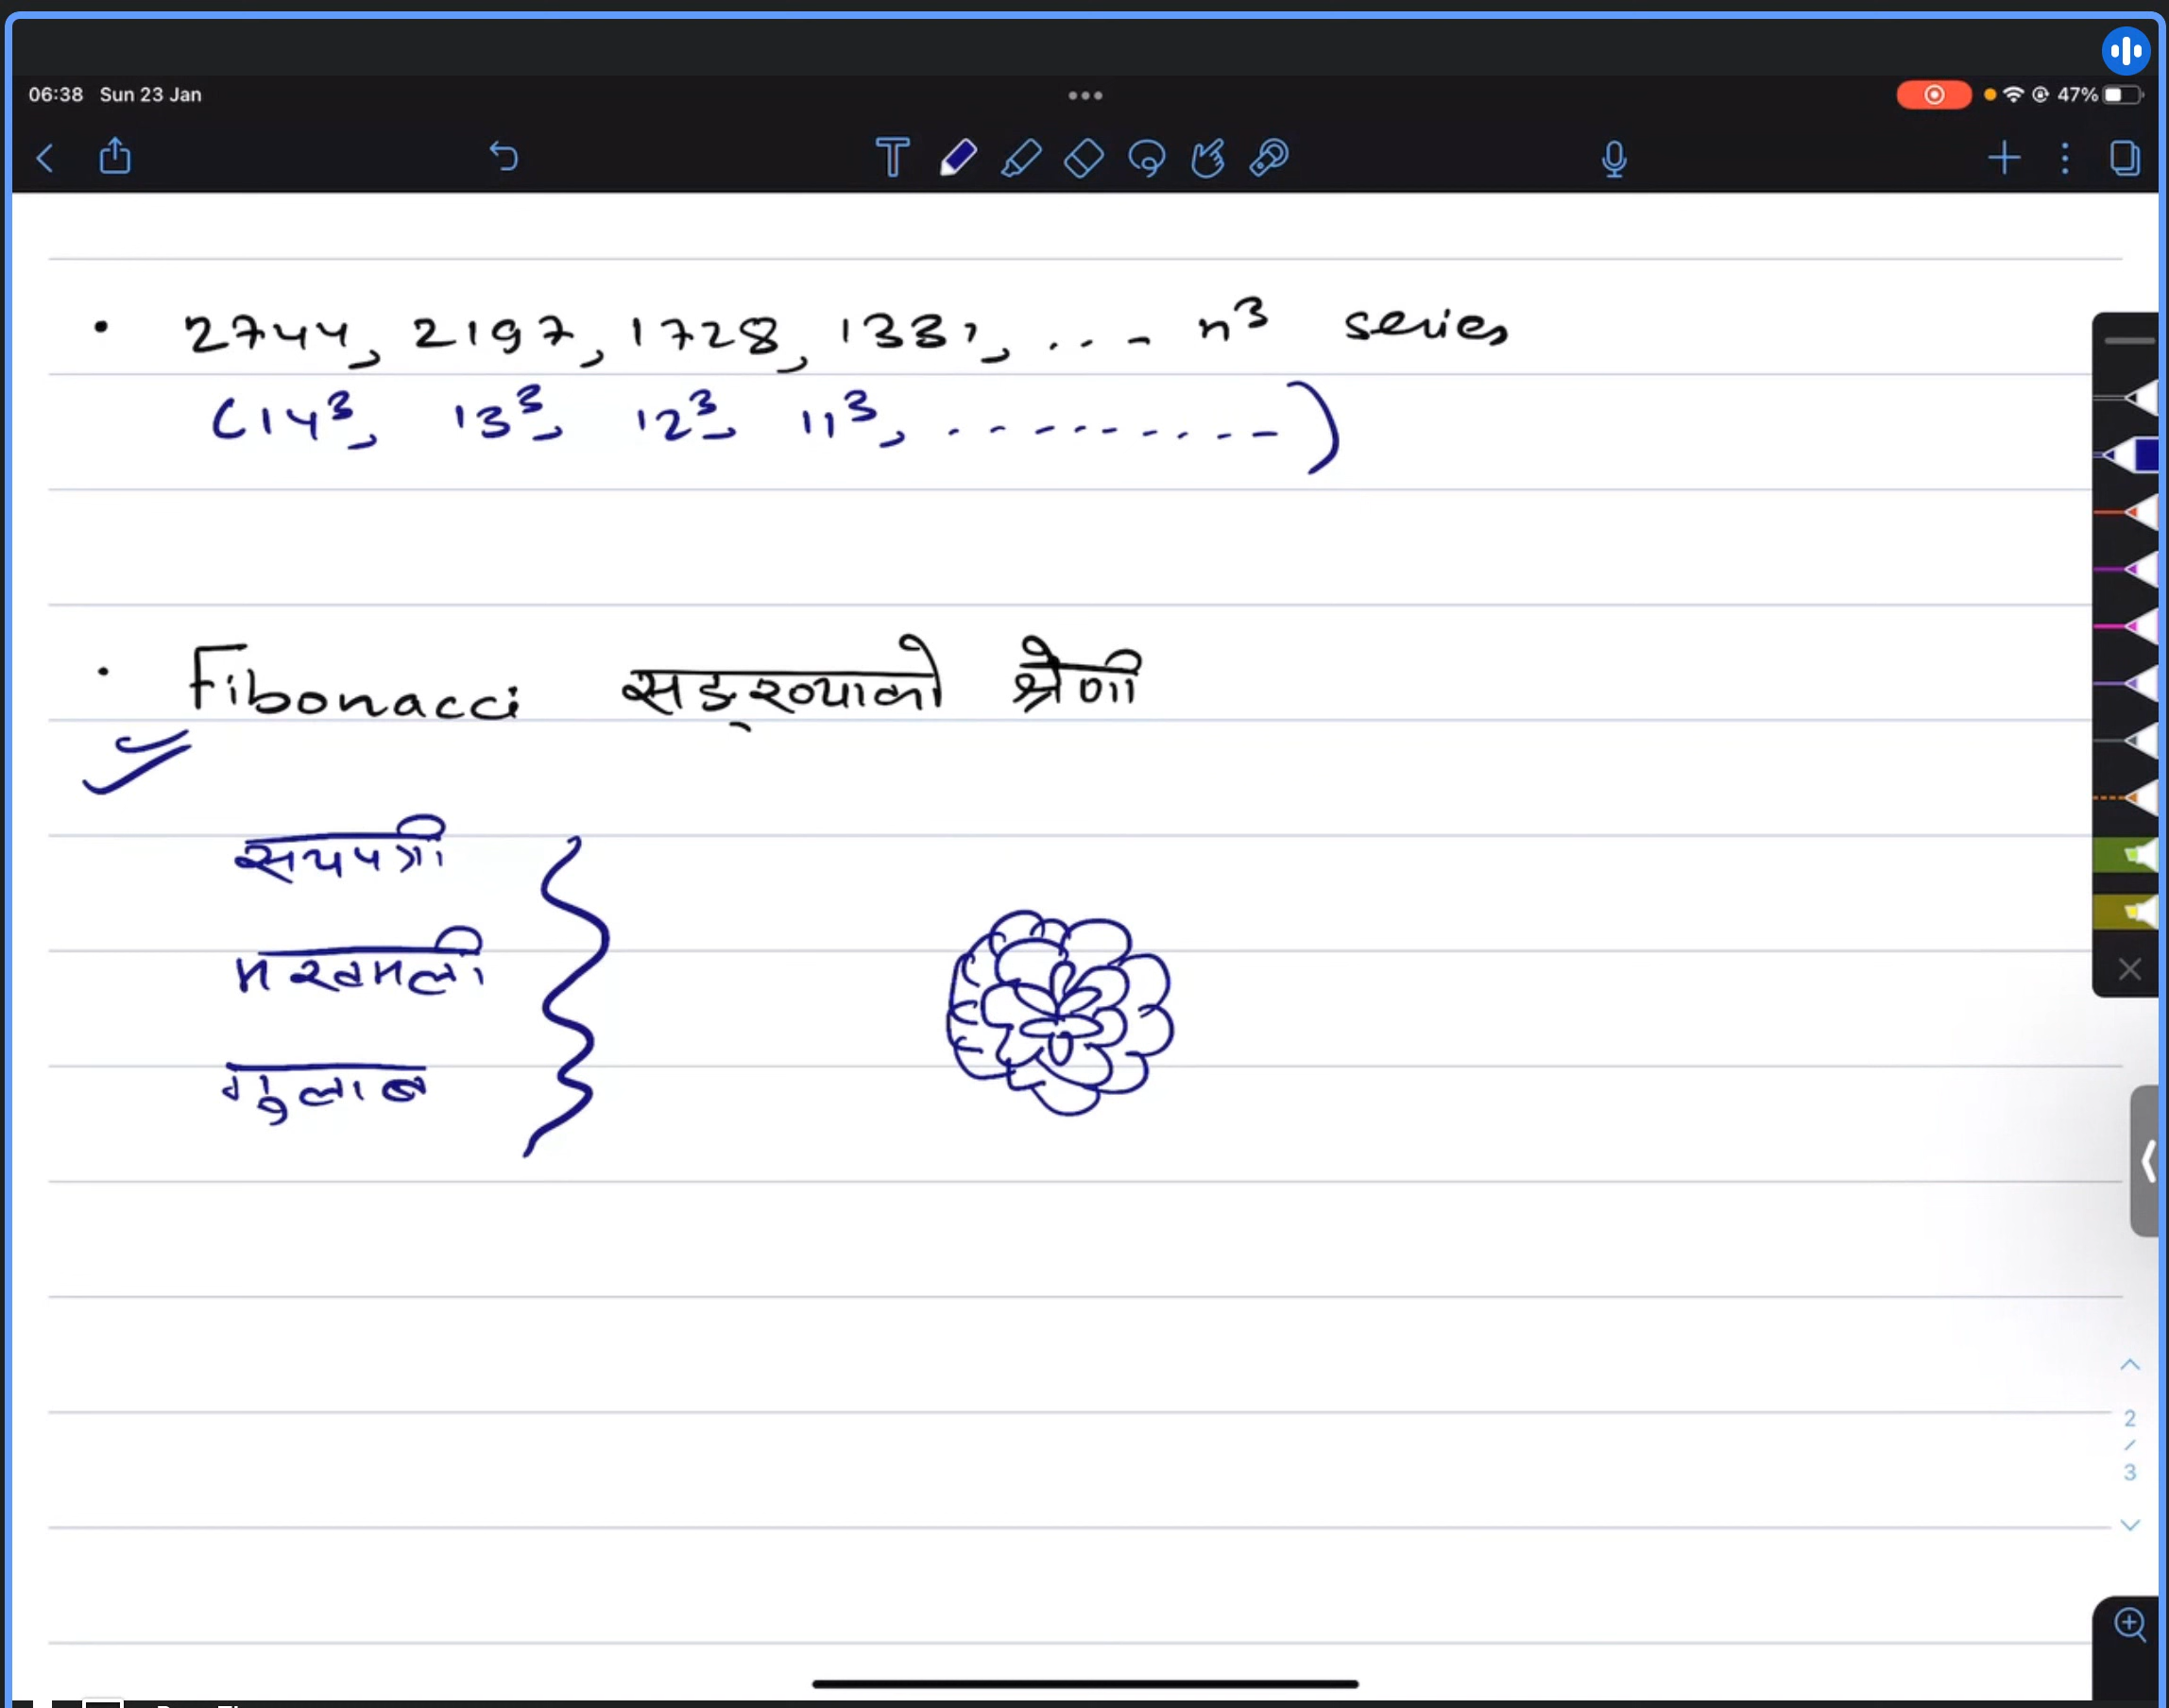 06:38 Sun 23 Jan
47%
• 2744, 2197, 1728, 1331, ... - n³ series
(14³, 13³, 12³, 11³, ..........)
• Fibonacci सङ्ख्याको श्रेणी
सयपत्री
मखमली
गुलाब
2
/
3